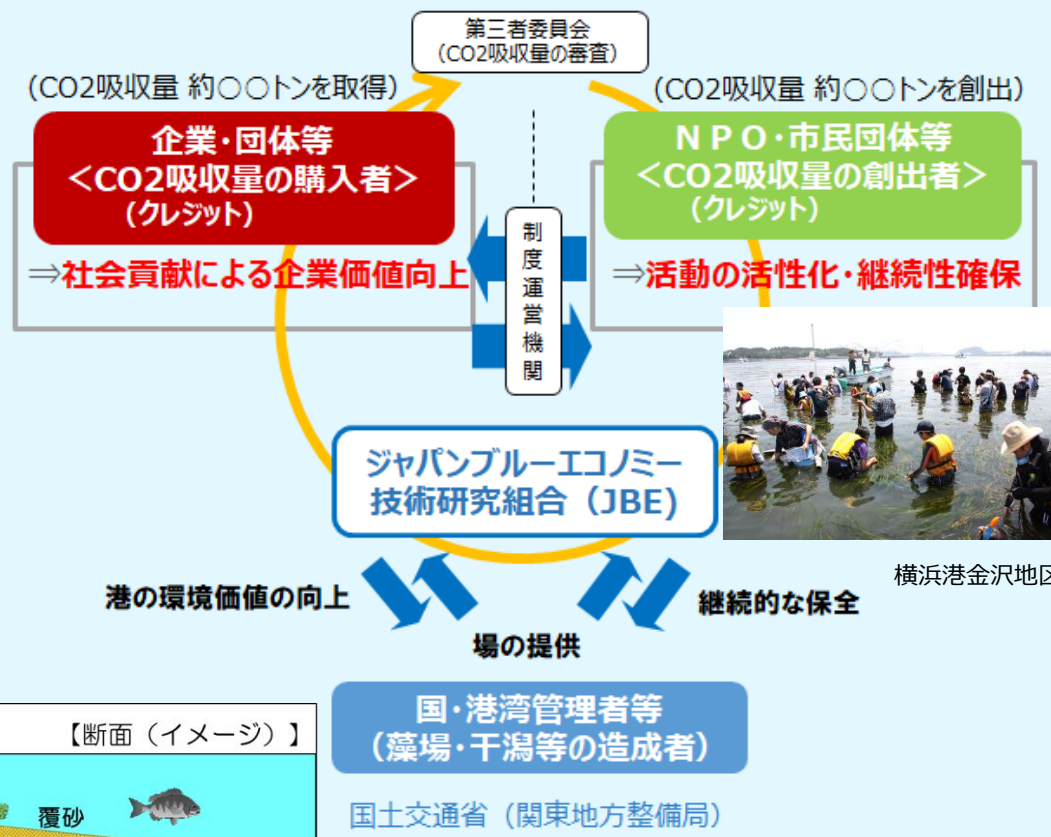 第三者委員会
(CO2吸収量の審査)
(CO2吸収量 約○○トンを取得)
(CO2吸収量 約○○トンを創出)
企業・団体等
<CO2吸収量の購入者>
(クレジット)
⇒社会貢献による企業価値向上
NPO・市民団体等
<CO2吸収量の創出者>
(クレジット)
⇒活動の活性化・継続性確保
制度運営機関
ジャパンブルーエコノミー
技術研究組合(JBE)
横浜港金沢地区
港の環境価値の向上
継続的な保全
場の提供
国・港湾管理者等
(藻場・干潟等の造成者)
国土交通省(関東地方整備局)
【断面(イメージ)】
覆砂